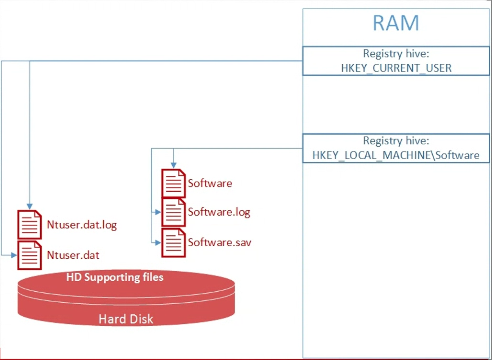 RAM
Registry hive:
HKEY_CURRENT_USER
Registry hive:
HKEY_LOCAL_MACHINE\Software
Software
Software.log
Software.sav
Ntuser.dat.log
Ntuser.dat
HD Supporting files
Hard Disk